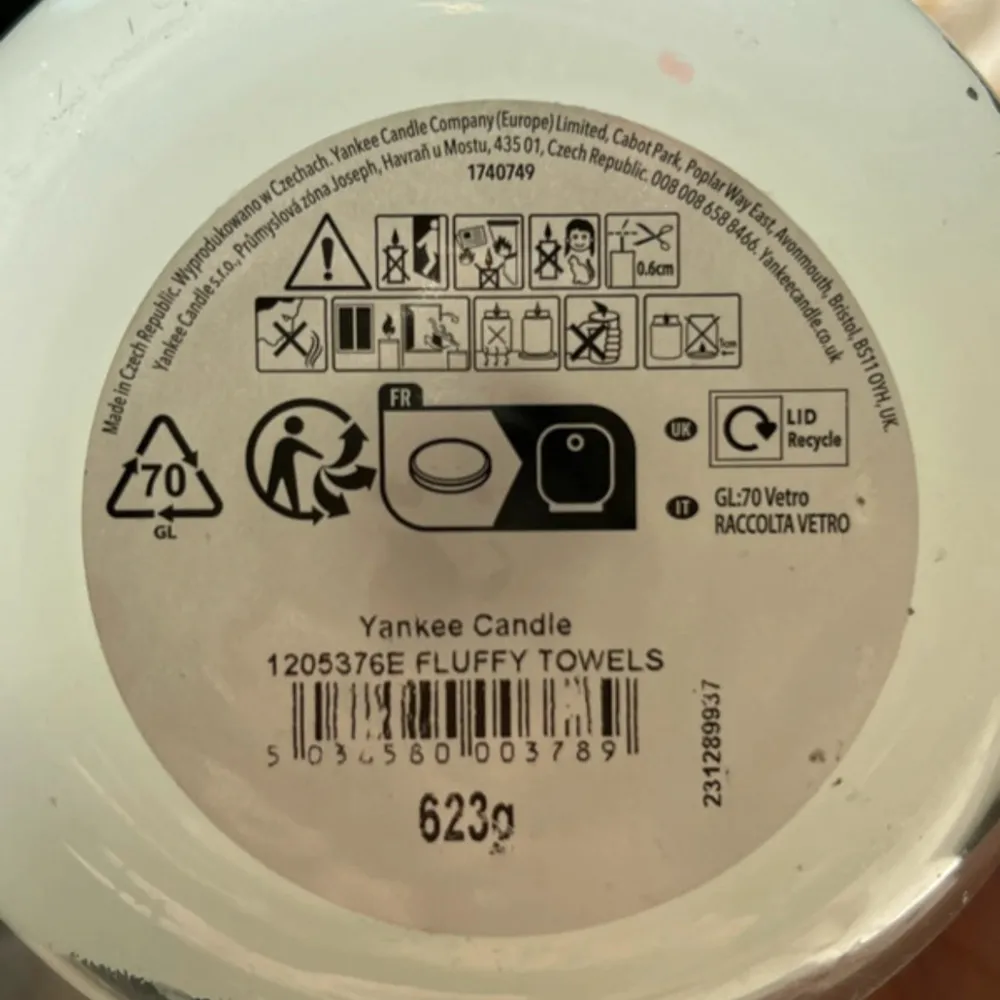 Made in Czech Republic. Wyprodukowano w Czechach. Yankee Candle Company (Europe) Limited, Cabot Park, Poplar Way East, Avonmouth, Bristol, BS11 0YH, UK.
Yankee Candle s.r.o., Průmyslová zóna Joseph, Havraň u Mostu, 435 01, Czech Republic. 008 008 658 8466. Yankeecandle.co.uk
1740749
0.6cm
1cm
FR
70
GL
UK
LID
Recycle
IT
GL:70 Vetro
RACCOLTA VETRO
Yankee Candle
1205376E FLUFFY TOWELS
003789
623g
231289937